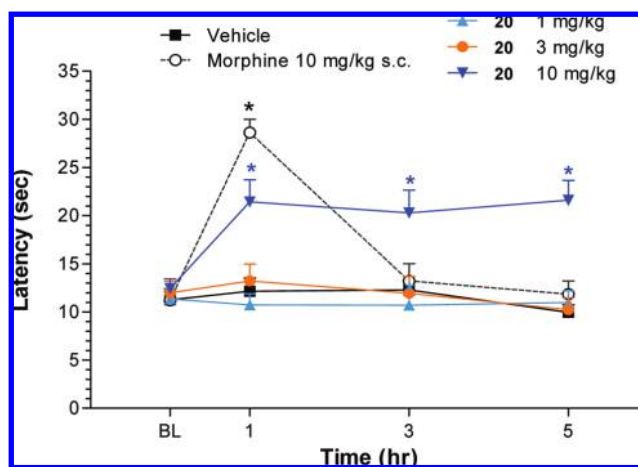 20 1 mg/kg
Vehicle
20 3 mg/kg
Morphine 10 mg/kg s.c.
20 10 mg/kg
35
30
25
20
15
10
5
0
Latency (sec)
*
*
*
*
BL 1 3 5
Time (hr)